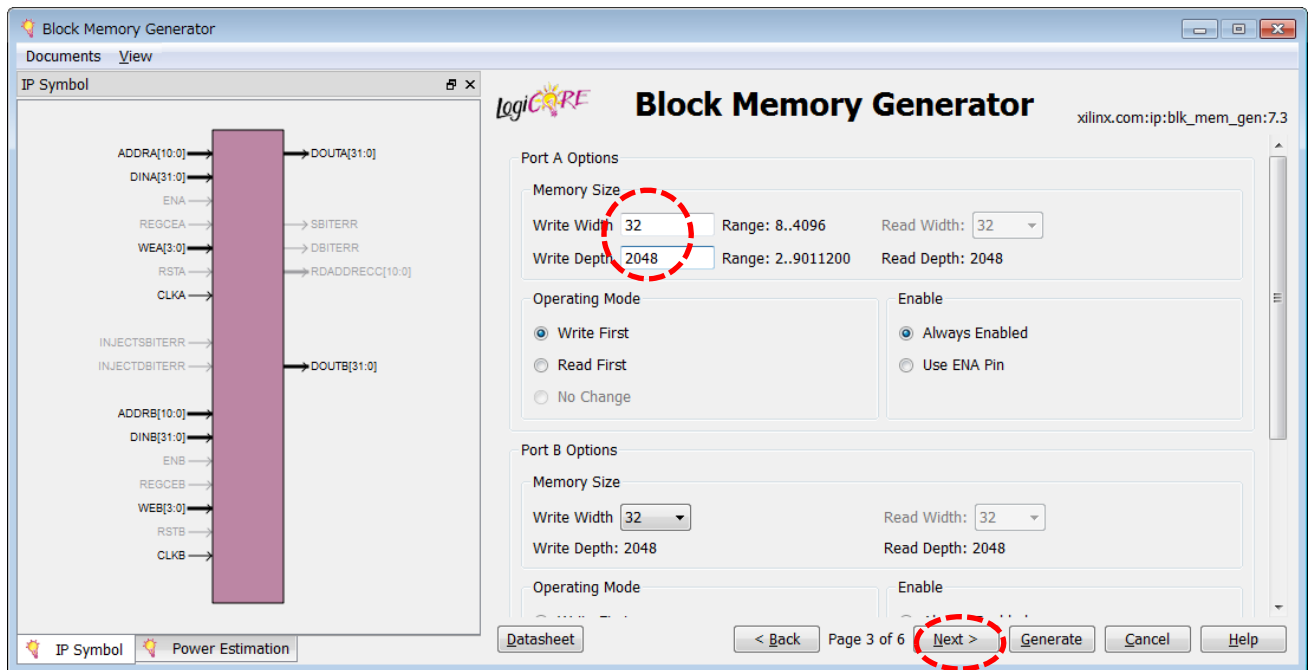 Block Memory Generator
Documents View
IP Symbol
ADDRA[10:0]
DOUTA[31:0]
DINA[31:0]
ENA
REGCEA
SBITERR
WEA[3:0]
DBITERR
RSTA
RDADDRECC[10:0]
CLKA
INJECTSBITERR
INJECTDBITERR
DOUTB[31:0]
ADDRB[10:0]
DINB[31:0]
ENB
REGCEB
WEB[3:0]
RSTB
CLKB
IP Symbol Power Estimation
LogiCORE
Block Memory Generator
xilinx.com:ip:blk_mem_gen:7.3
Port A Options
Memory Size
Write Width 32 Range: 8..4096 Read Width: 32
Write Depth 2048 Range: 2..9011200 Read Depth: 2048
Operating Mode
Enable
Write First
Always Enabled
Read First
Use ENA Pin
No Change
Port B Options
Memory Size
Write Width 32 Read Width: 32
Write Depth: 2048 Read Depth: 2048
Operating Mode
Enable
Datasheet < Back Page 3 of 6 Next > Generate Cancel Help